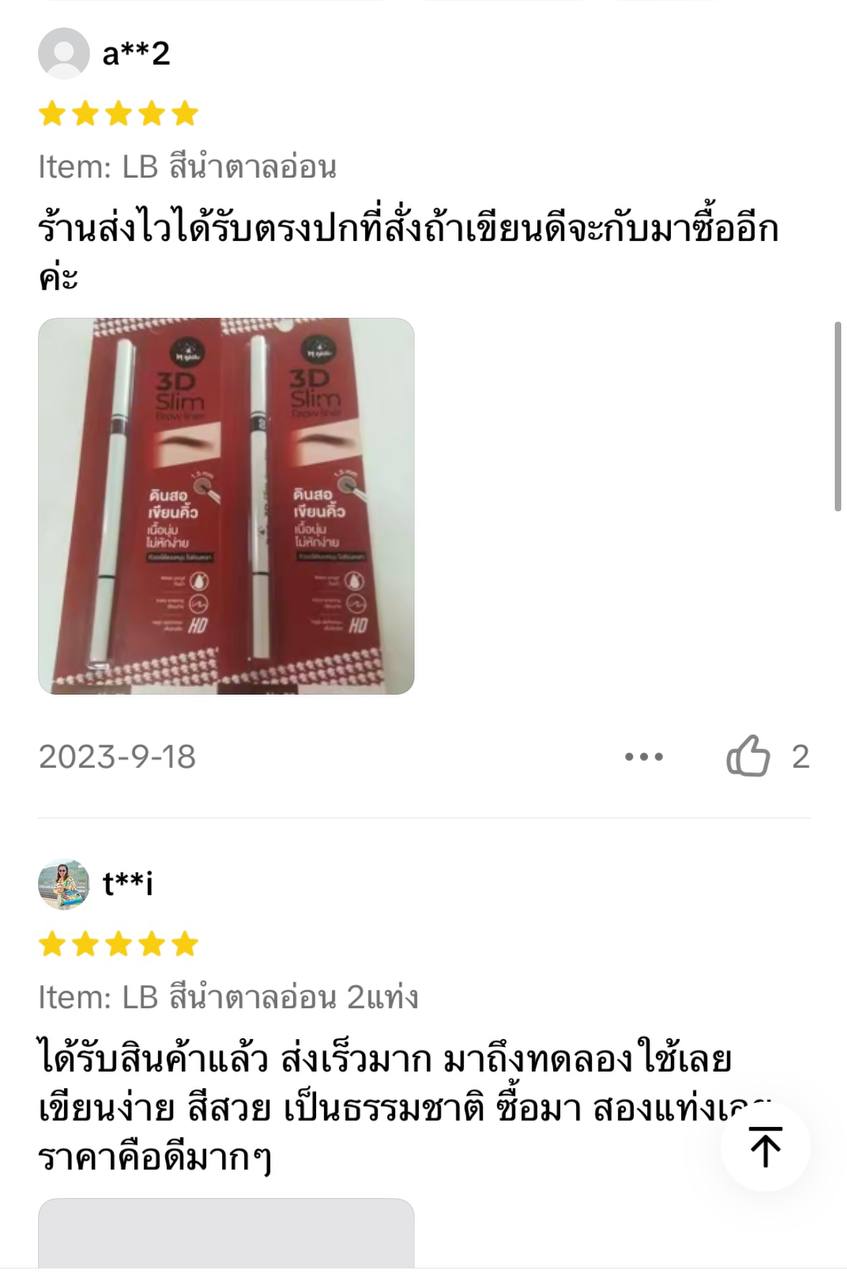 a**2
Item: LB สีน้ำตาลอ่อน
ร้านส่งไวได้รับตรงปกที่สั่งถ้าเขียนดีจะกับมาซื้ออีก
ค่ะ
3D
Slim
Brow liner
1.5 mm
ดินสอ
เขียนคิ้ว
เนื้อนุ่ม
ไม่หักง่าย
HD
3D
Slim
Brow liner
1.5 mm
ดินสอ
เขียนคิ้ว
เนื้อนุ่ม
ไม่หักง่าย
HD
2023-9-18
2
t**i
Item: LB สีน้ำตาลอ่อน 2แท่ง
ได้รับสินค้าแล้ว ส่งเร็วมาก มาถึงทดลองใช้เลย
เขียนง่าย สีสวย เป็นธรรมชาติ ซื้อมา สองแท่งเลย
ราคาคือดีมากๆ